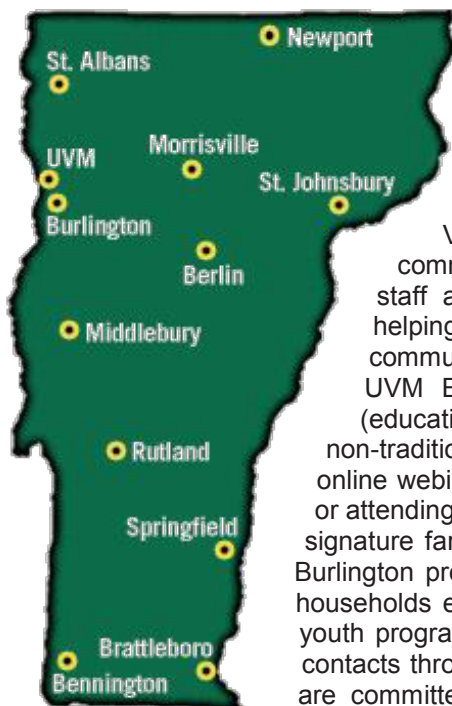 Newport
St. Albans
Morrisville
UVM
St. Johnsbury
Burlington
Berlin
Middlebury
Rutland
Springfield
Brattleboro
Bennington
V
comm
staff a
helping
commu
UVM E
(educati
non-traditio
online webi
or attending
signature far
Burlington pro
households e
youth progra
contacts thro
are committe